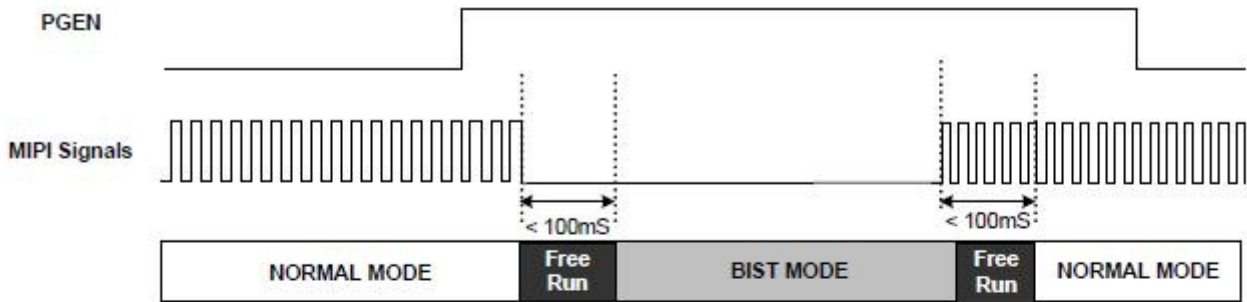 PGEN
MIPI Signals
< 100mS
< 100mS
NORMAL MODE
Free
Run
BIST MODE
Free
Run
NORMAL MODE